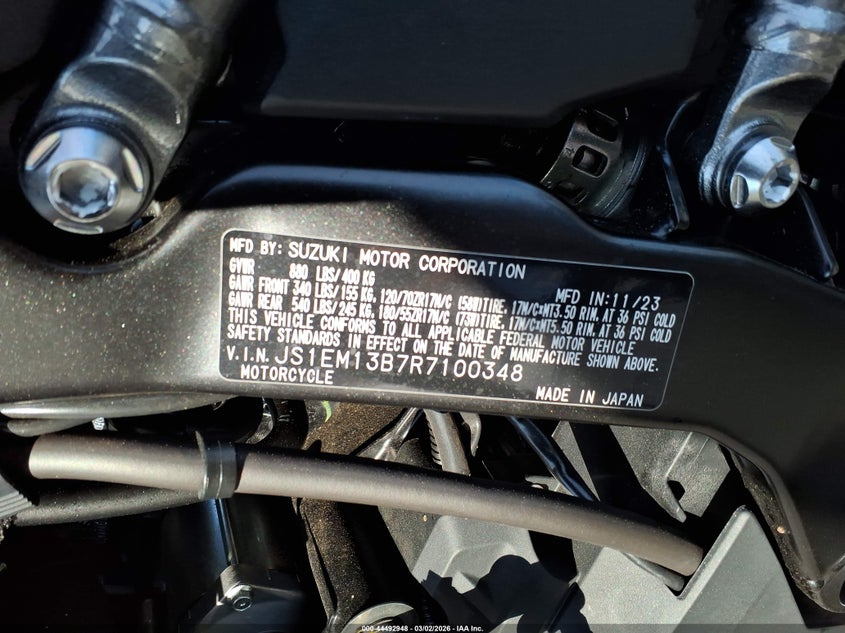 MFD BY: SUZUKI MOTOR CORPORATION
GVWR 880 LBS/400 KG MFD IN:11/23
GAWR FRONT 340 LBS/155 KG, 120/70ZR17M/C (58W)TIRE, 17M/C×MT3.50 RIM, AT 36 PSI COLD
GAWR REAR 540 LBS/245 KG, 180/55ZR17M/C (73W)TIRE, 17M/C×MT5.50 RIM, AT 36 PSI COLD
THIS VEHICLE CONFORMS TO ALL APPLICABLE FEDERAL MOTOR VEHICLE
SAFETY STANDARDS IN EFFECT ON THE DATE OF MANUFACTURE SHOWN ABOVE.
V.I.N. JS1EM13B7R7100348
MOTORCYCLE MADE IN JAPAN
000-44492948 - 03/02/2026 - IAA Inc.